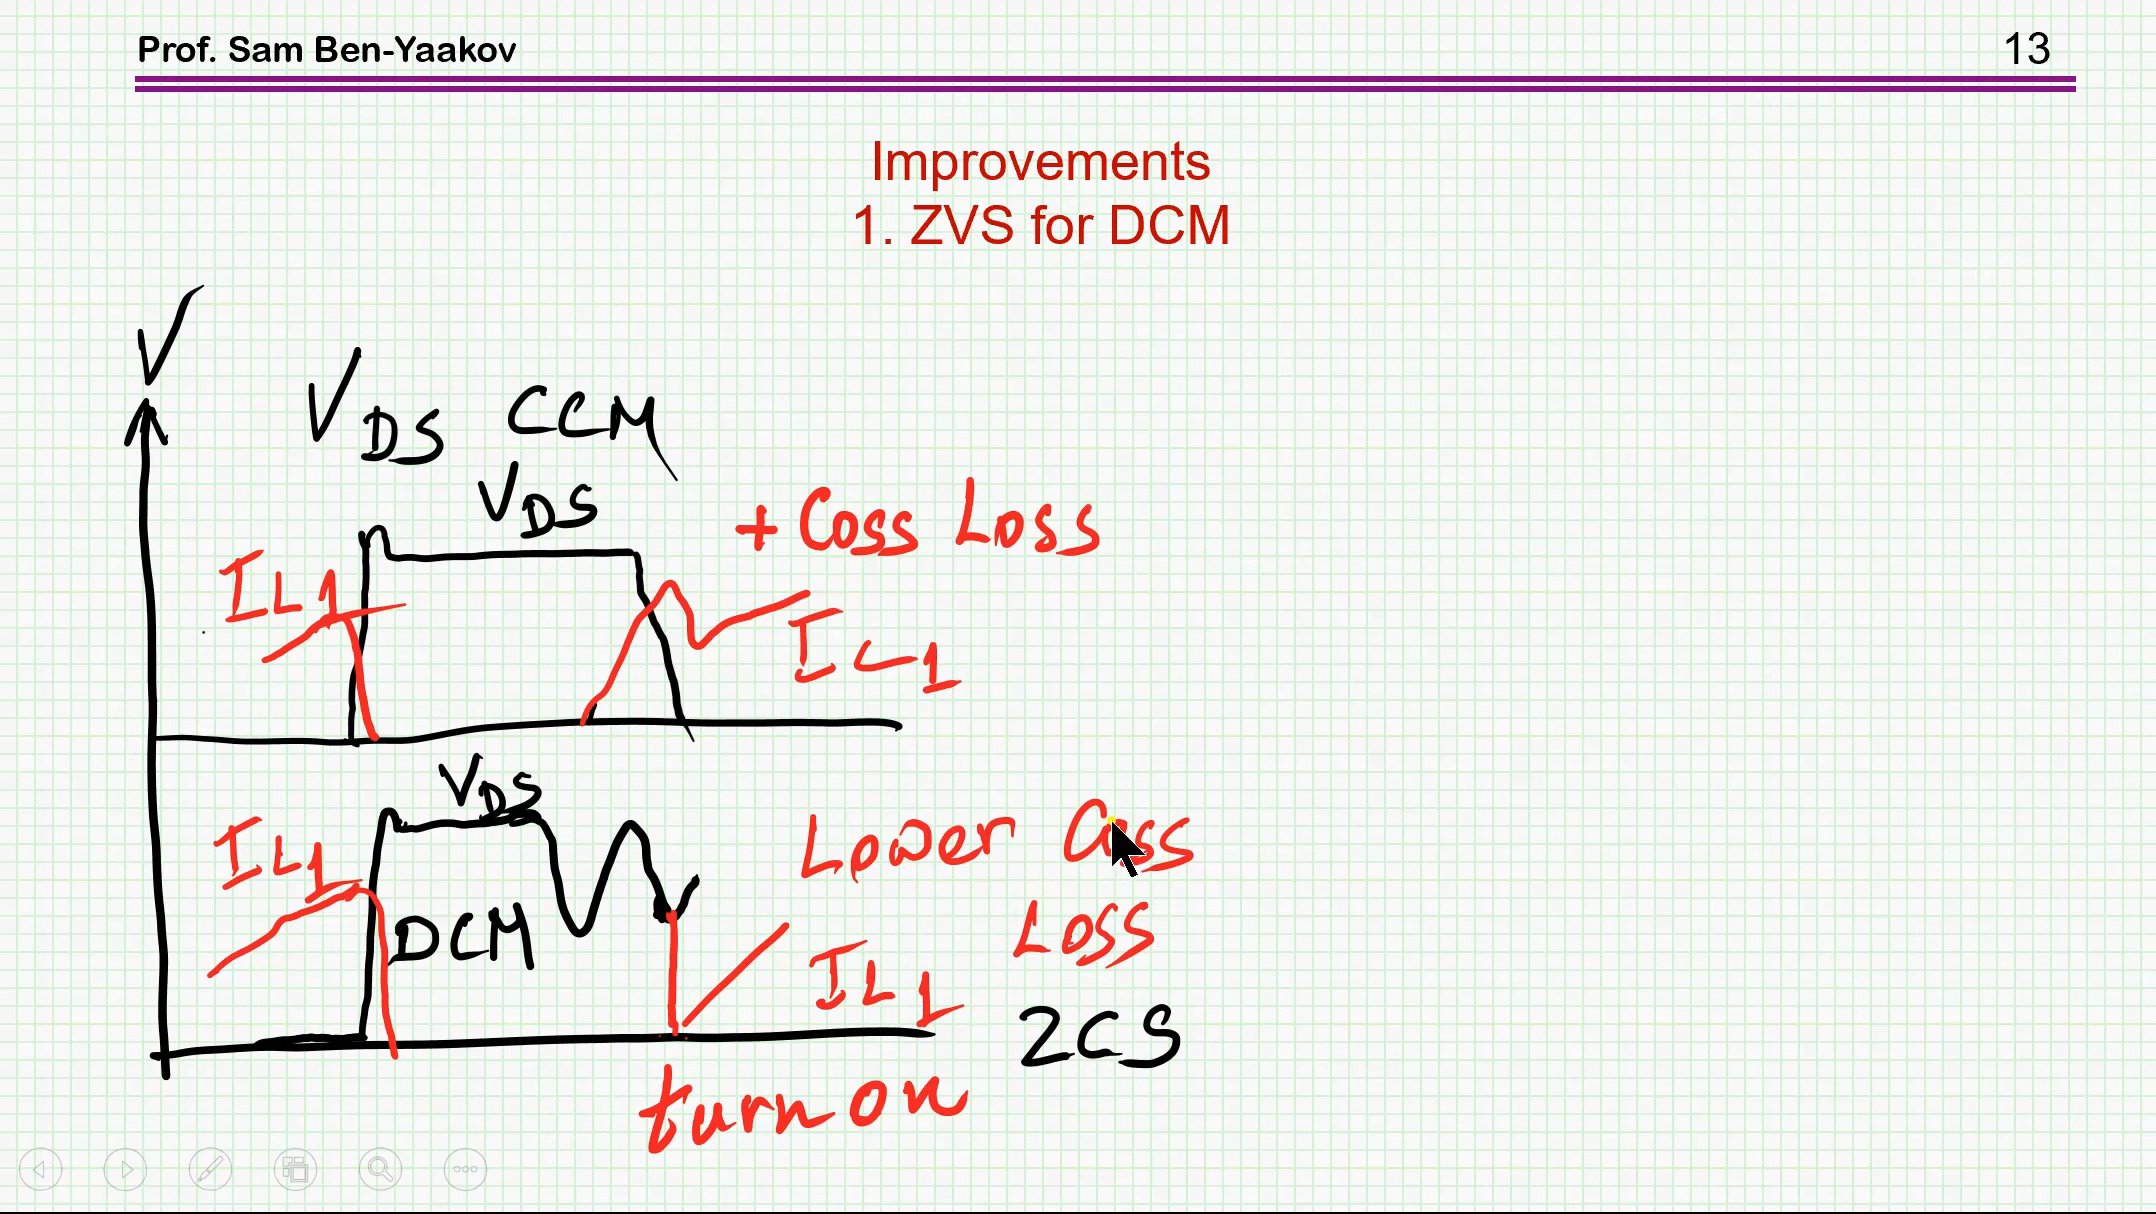 Prof. Sam Ben-Yaakov
13
Improvements
1. ZVS for DCM
V
VDS CCM
VDS
+ Coss Loss
IL1
IL1
VDS
IL1
Lower Coss
Loss
DCM
IL1
ZCS
turn on